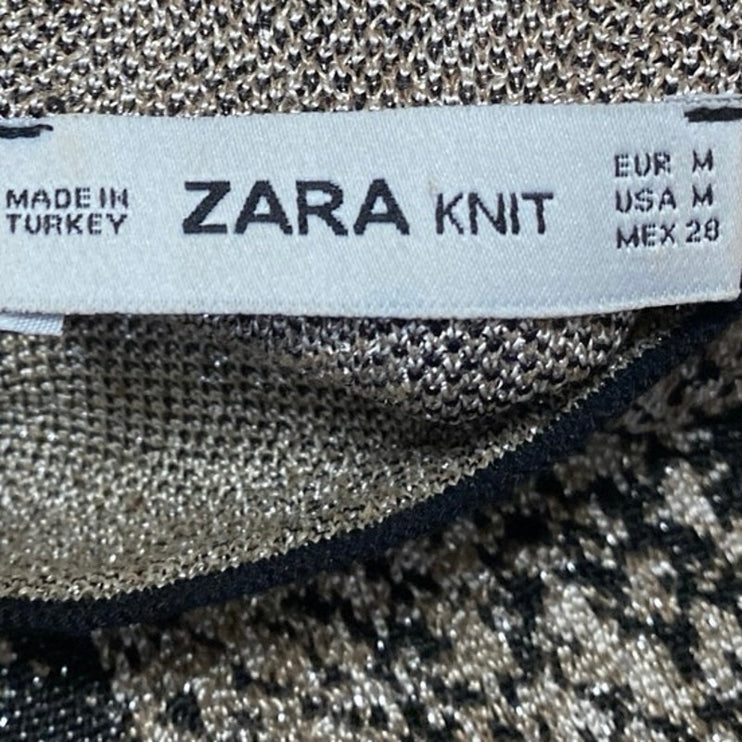 MADE IN
TURKEY
ZARA KNIT
EUR M
USA M
MEX 28